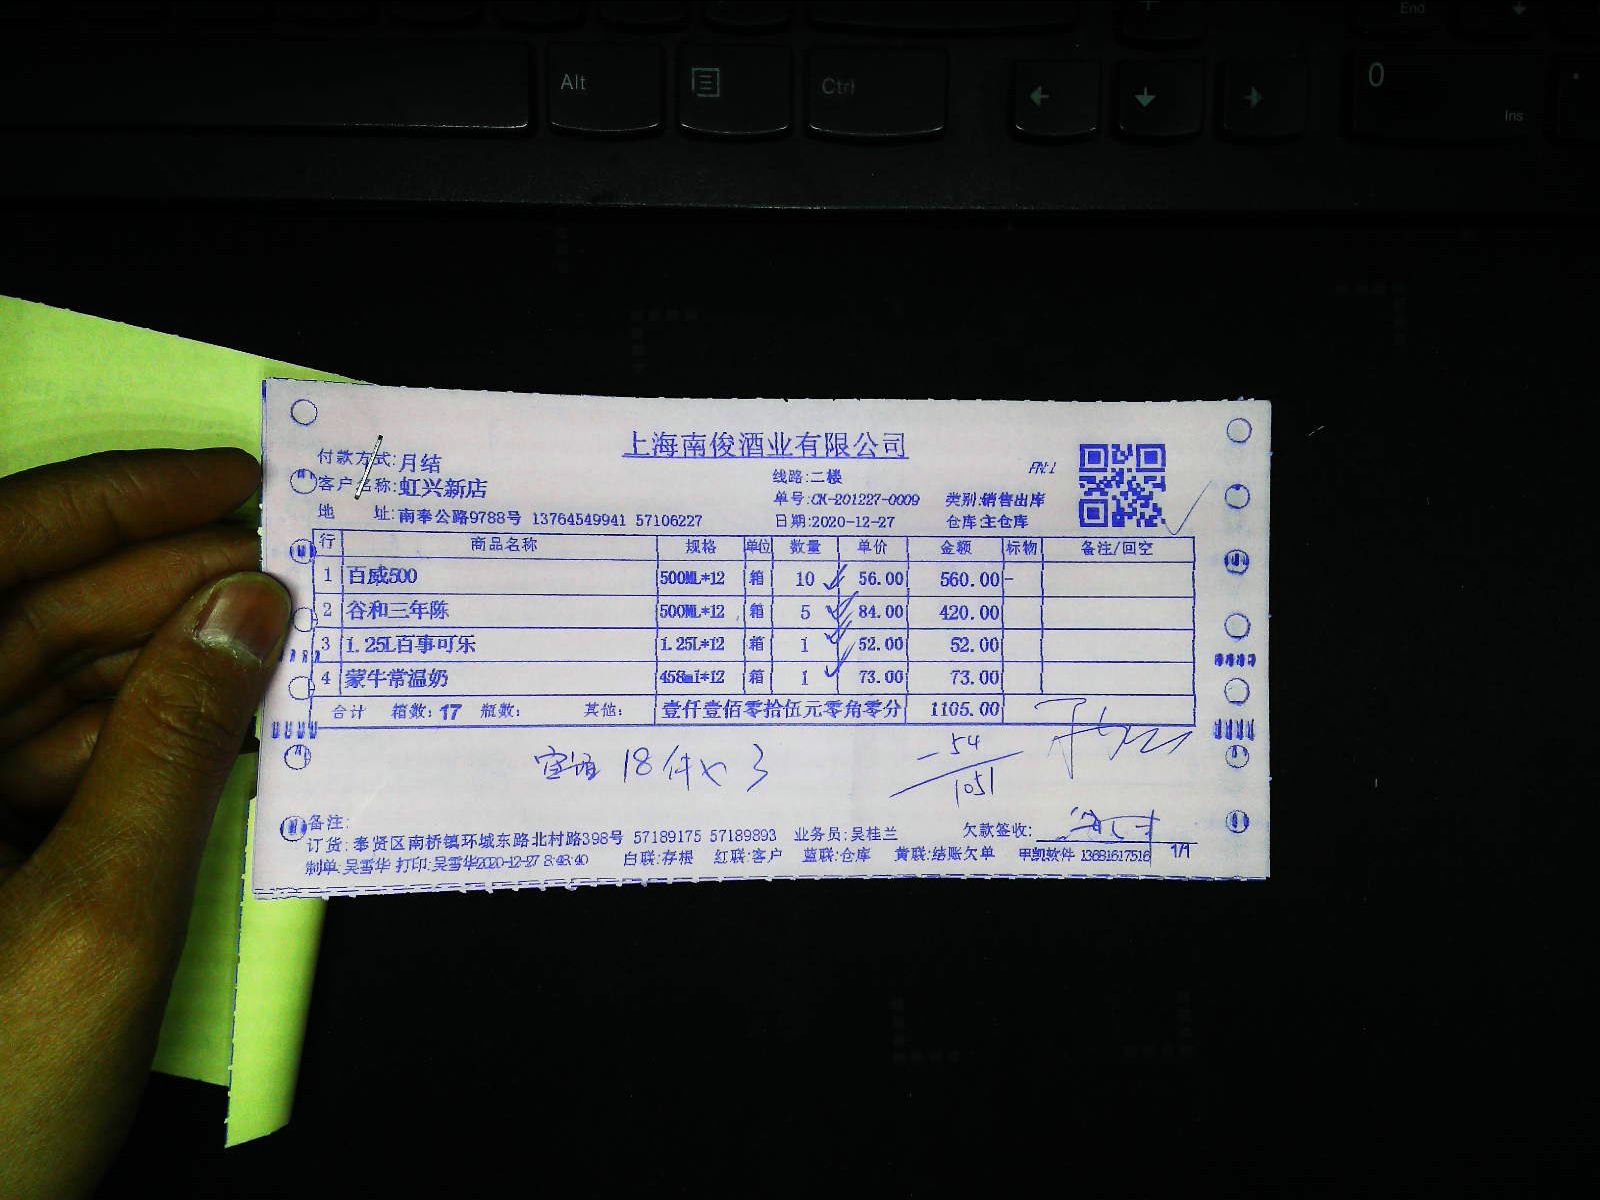 Alt
Ctrl
End
0
Ins
上海南俊酒业有限公司
付款方式:月结
线路:二楼
客户名称:虹兴新店
单号:CK-201227-0009 类别:销售出库
地 址:南奉公路9788号 13764549941 57106227
日期:2020-12-27 仓库:主仓库
行 商品名称 规格 单位 数量 单价 金额 标物 备注/回空
1 百威500 500ML*12 箱 10 56.00 560.00
2 谷和三年陈 500ML*12 箱 5 84.00 420.00
3 1.25L百事可乐 1.25L*12 箱 1 52.00 52.00
4 蒙牛常温奶 458ml*12 箱 1 73.00 73.00
合计 箱数: 17 瓶数: 其他: 壹仟壹佰零拾伍元零角零分 1105.00
18件 × 3
-54
1051
备注:
订货:奉贤区南桥镇环城东路北村路398号 57189175 57189893 业务员:吴桂兰 欠款签收:
制单:吴雪华 打印:吴雪华2020-12-27 8:48:40 白联:存根 红联:客户 蓝联:仓库 黄联:结账欠单 甲凯软件 13681617516 1/1